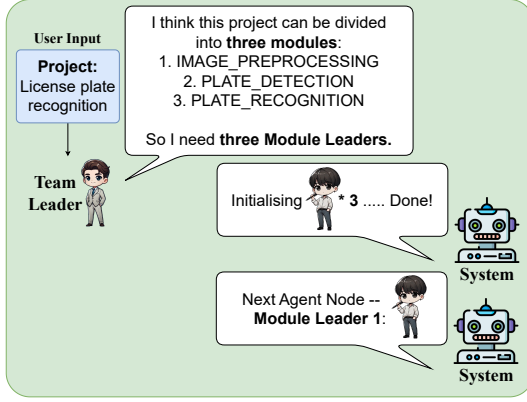 User Input
Project:
License plate
recognition
Team
Leader
I think this project can be divided
into three modules:
1. IMAGE_PREPROCESSING
2. PLATE_DETECTION
3. PLATE_RECOGNITION
So I need three Module Leaders.
Initialising * 3 ..... Done!
System
Next Agent Node --
Module Leader 1:
System